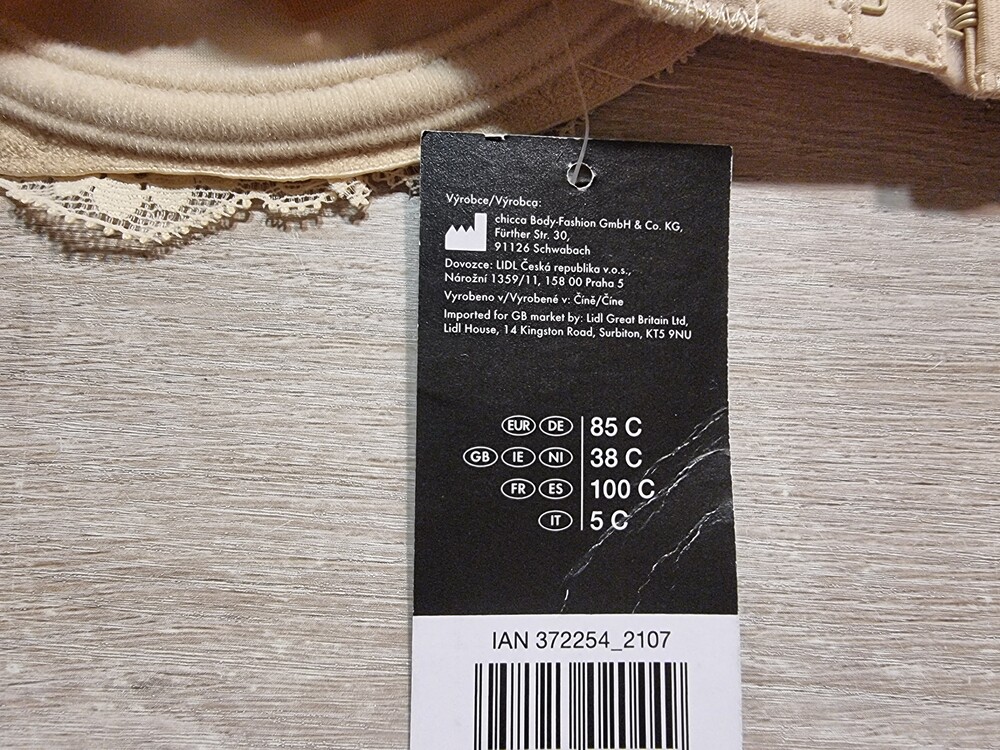 Výrobce/Výrobca:
chicca Body-Fashion GmbH & Co. KG,
Fürther Str. 30,
91126 Schwabach
Dovozce: LIDL Česká republika v.o.s.,
Nárožní 1359/11, 158 00 Praha 5
Vyrobeno v/Vyrobené v: Číně/Číne
Imported for GB market by: Lidl Great Britain Ltd,
Lidl House, 14 Kingston Road, Surbiton, KT5 9NU
EUR DE 85 C
GB IE NI 38 C
FR ES 100 C
IT 5 C
IAN 372254_2107